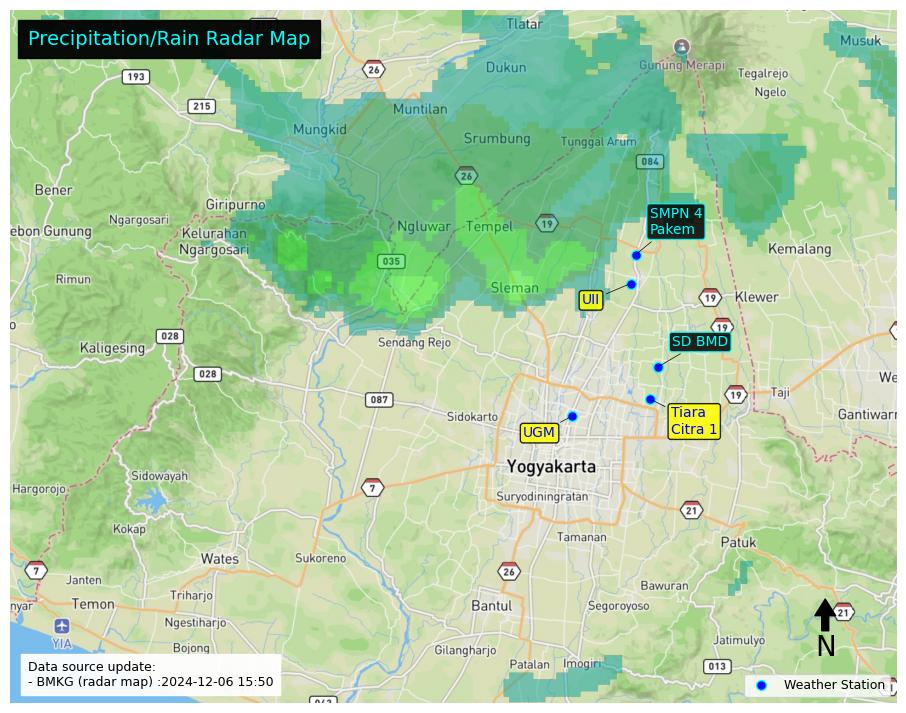 Precipitation/Rain Radar Map
Tlatar
Musuk
193
26
Dukun
Gunung Merapi
Tegalrejo
Ngelo
215
Muntilan
Mungkid
Srumbung
Tunggal Arum
084
26
Bener
Giripurno
Ngargosari
SMPN 4
Pakem
ebon Gunung
Kelurahan
Ngargosari
Ngluwar
Tempel
19
Kemalang
035
Rimun
Sleman
UII
19
Klewer
19
028
Sendang Rejo
SD BMD
Kaligesing
028
087
19
Taji
We
Sidokarto
Tiara
Citra 1
Gantiwarn
UGM
Yogyakarta
Sidowayah
Hargorojo
7
Suryodiningratan
21
Kokap
Tamanan
Patuk
Wates
Sukoreno
7
26
Janten
Bawuran
Triharjo
nyar
Temon
Bantul
Segoroyoso
21
YIA
Ngestiharjo
N
Bojong
Gilangharjo
Jatimulyo
Patalan
Imogiri
013
Data source update:
- BMKG (radar map) :2024-12-06 15:50
Weather Station